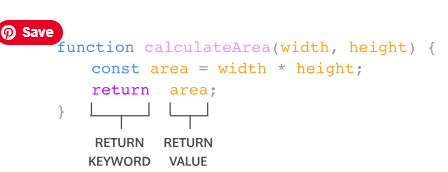 Save
function calculateArea(width, height) {
const area = width * height;
return area;
}
RETURN KEYWORD
RETURN VALUE